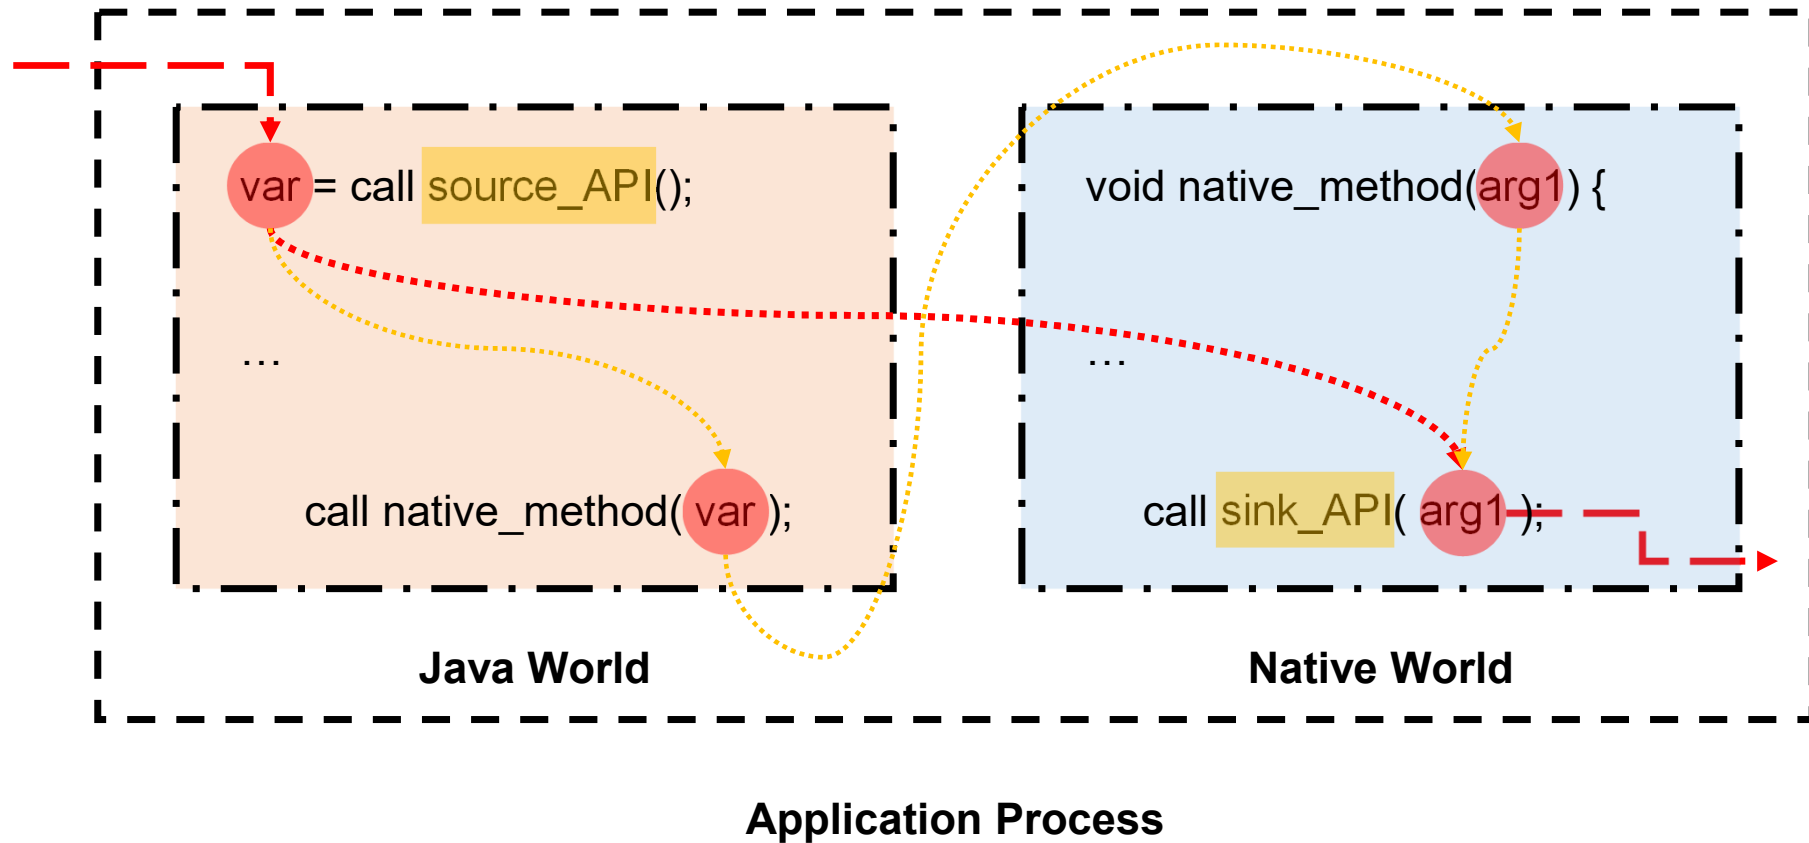 var = call source_API();
…
call native_method( var );
Java World
void native_method(arg1) {
…
call sink_API( arg1 );
Native World
Application Process